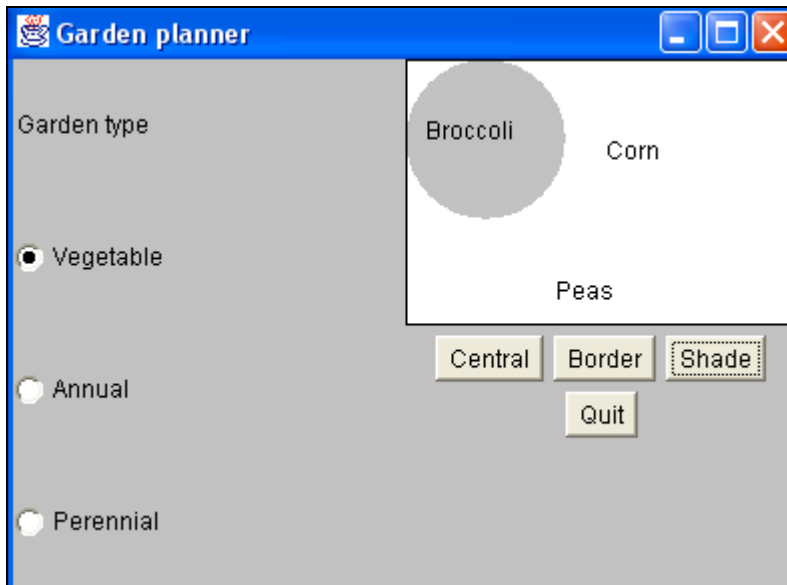 Garden planner
Garden type
Vegetable
Annual
Perennial
Broccoli
Corn
Peas
Central Border Shade
Quit